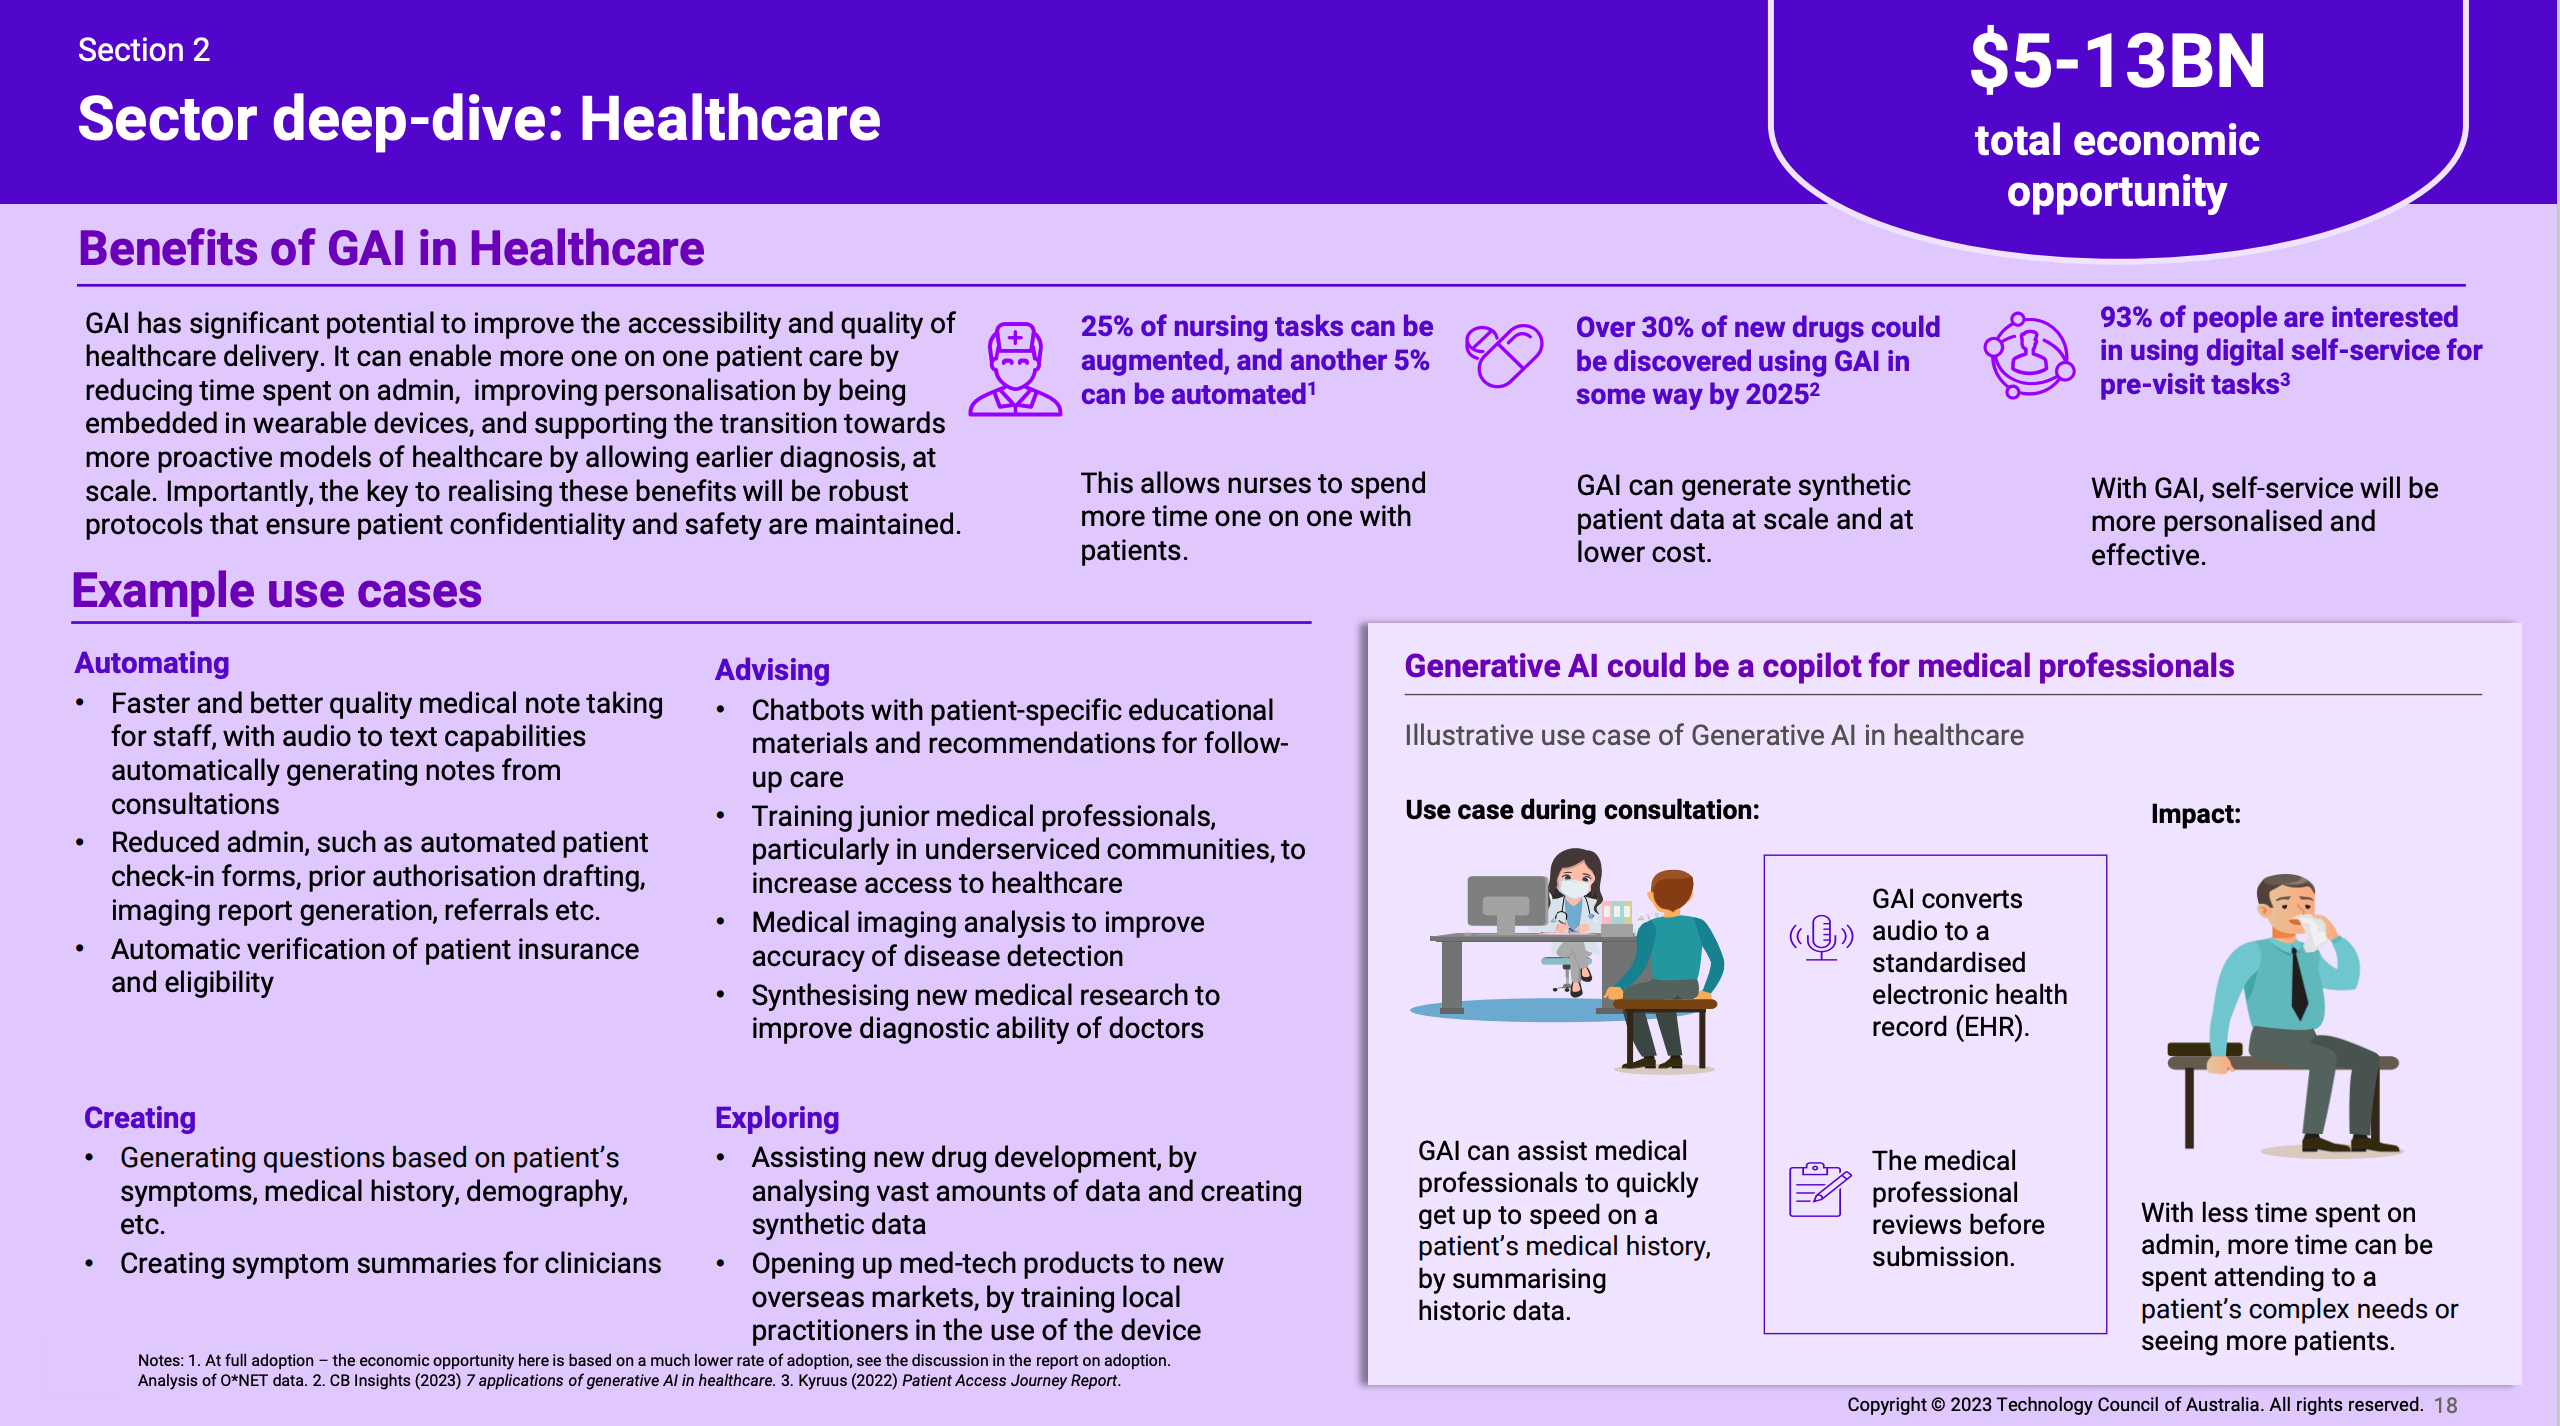 Section 2
Sector deep-dive: Healthcare
$5-13BN
total economic
opportunity
Benefits of GAI in Healthcare
GAI has significant potential to improve the accessibility and quality of
healthcare delivery. It can enable more one on one patient care by
reducing time spent on admin,  improving personalisation by being
embedded in wearable devices, and supporting the transition towards
more proactive models of healthcare by allowing earlier diagnosis, at
scale. Importantly, the key to realising these benefits will be robust
protocols that ensure patient confidentiality and safety are maintained.
25% of nursing tasks can be
augmented, and another 5%
can be automated¹
This allows nurses to spend
more time one on one with
patients.
Over 30% of new drugs could
be discovered using GAI in
some way by 2025²
GAI can generate synthetic
patient data at scale and at
lower cost.
93% of people are interested
in using digital self-service for
pre-visit tasks³
With GAI, self-service will be
more personalised and
effective.
Example use cases
Automating
• Faster and better quality medical note taking
for staff, with audio to text capabilities
automatically generating notes from
consultations
• Reduced admin, such as automated patient
check-in forms, prior authorisation drafting,
imaging report generation, referrals etc.
• Automatic verification of patient insurance
and eligibility
Advising
• Chatbots with patient-specific educational
materials and recommendations for follow-
up care
• Training junior medical professionals,
particularly in underserviced communities, to
increase access to healthcare
• Medical imaging analysis to improve
accuracy of disease detection
• Synthesising new medical research to
improve diagnostic ability of doctors
Creating
• Generating questions based on patient's
symptoms, medical history, demography,
etc.
• Creating symptom summaries for clinicians
Exploring
• Assisting new drug development, by
analysing vast amounts of data and creating
synthetic data
• Opening up med-tech products to new
overseas markets, by training local
practitioners in the use of the device
Generative AI could be a copilot for medical professionals
Illustrative use case of Generative AI in healthcare
Use case during consultation:
GAI can assist medical
professionals to quickly
get up to speed on a
patient's medical history,
by summarising
historic data.
GAI converts
audio to a
standardised
electronic health
record (EHR).
The medical
professional
reviews before
submission.
Impact:
With less time spent on
admin, more time can be
spent attending to a
patient's complex needs or
seeing more patients.
Notes: 1. At full adoption – the economic opportunity here is based on a much lower rate of adoption, see the discussion in the report on adoption.
Analysis of O*NET data. 2. CB Insights (2023) 7 applications of generative AI in healthcare. 3. Kyruus (2022) Patient Access Journey Report.
Copyright © 2023 Technology Council of Australia. All rights reserved. 18